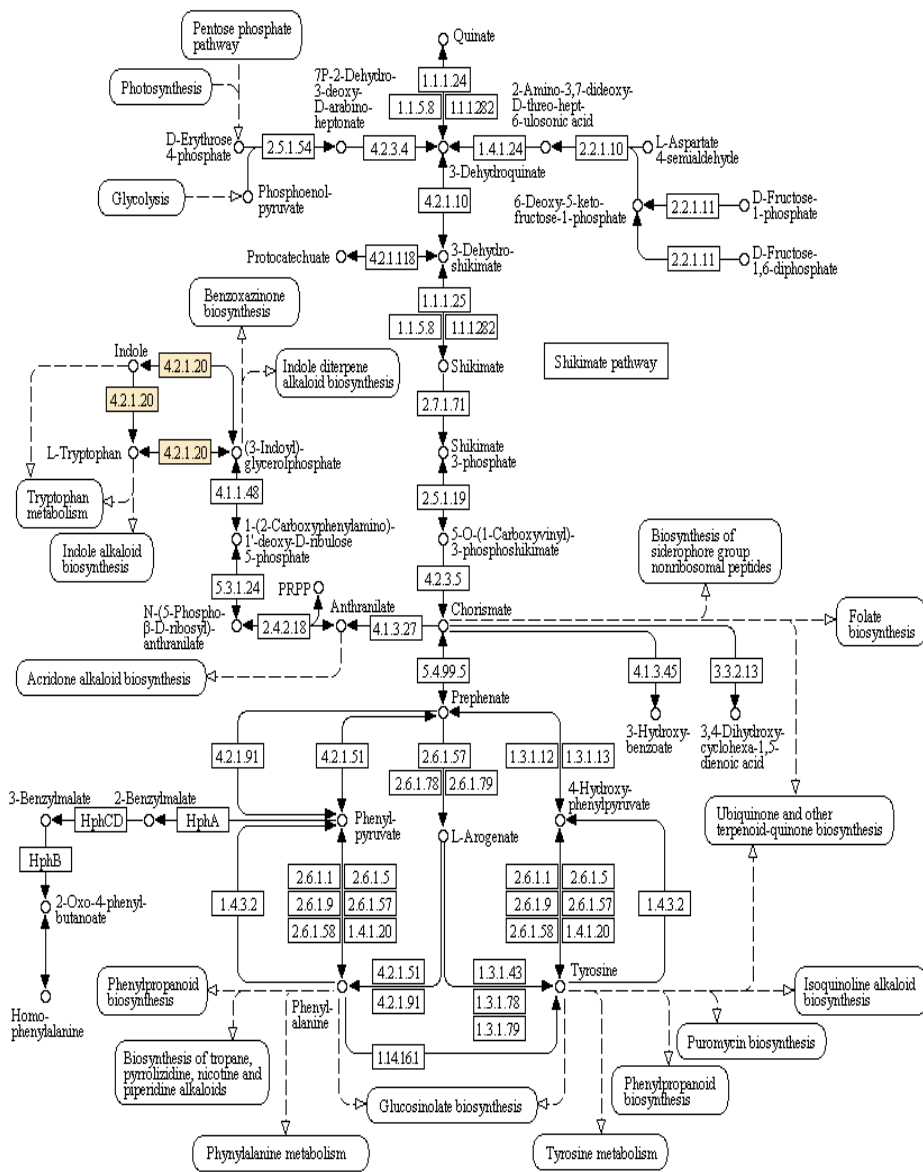 Pentose phosphate
pathway
Quinate
Photosynthesis
7P-2-Dehydro-
3-deoxy-
D-arabino-
heptonate
1.1.1.24
1.1.5.8
1.1.1.282
2-Amino-3,7-dideoxy-
D-threo-hept-
6-ulosonic acid
D-Erythrose
4-phosphate
2.5.1.54
4.2.3.4
1.4.1.24
2.2.1.10
L-Aspartate
4-semialdehyde
3-Dehydroquinate
Glycolysis
Phosphoenol-
pyruvate
4.2.1.10
6-Deoxy-5-keto-
fructose-1-phosphate
2.2.1.11
D-Fructose-
1-phosphate
Protocatechuate
4.2.1.118
3-Dehydro-
shikimate
2.2.1.11
D-Fructose-
1,6-diphosphate
Benzoxazinone
biosynthesis
1.1.1.25
1.1.5.8
1.1.1.282
Indole
4.2.1.20
Indole diterpene
alkaloid biosynthesis
Shikimate
Shikimate pathway
4.2.1.20
2.7.1.71
L-Tryptophan
4.2.1.20
(3-Indoyl)-
glycerolphosphate
Shikimate
3-phosphate
Tryptophan
metabolism
4.1.1.48
2.5.1.19
Indole alkaloid
biosynthesis
1-(2-Carboxyphenylamino)-
1'-deoxy-D-ribulose
5-phosphate
5-O-(1-Carboxyvinyl)-
3-phosphoshikimate
Biosynthesis of
siderophore group
nonribosomal peptides
5.3.1.24
PRPP
4.2.3.5
N-(5-Phospho-
β-D-ribosyl)-
anthranilate
2.4.2.18
Anthranilate
4.1.3.27
Chorismate
Folate
biosynthesis
Acridone alkaloid biosynthesis
5.4.99.5
4.1.3.45
3.3.2.13
Prephenate
3-Hydroxy-
benzoate
3,4-Dihydroxy-
cyclohexa-1,5-
dienoic acid
4.2.1.91
4.2.1.51
2.6.1.57
2.6.1.78
2.6.1.79
1.3.1.12
1.3.1.13
3-Benzylmalate
2-Benzylmalate
4-Hydroxy-
phenylpyruvate
HphCD
HphA
Phenyl-
pyruvate
L-Arogenate
Ubiquinone and other
terpenoid-quinone biosynthesis
HphB
2-Oxo-4-phenyl-
butanoate
1.4.3.2
2.6.1.1
2.6.1.5
2.6.1.9
2.6.1.57
2.6.1.58
1.4.1.20
2.6.1.1
2.6.1.5
2.6.1.9
2.6.1.57
2.6.1.58
1.4.1.20
1.4.3.2
Homo-
phenylalanine
Phenylpropanoid
biosynthesis
Phenyl-
alanine
4.2.1.51
4.2.1.91
1.3.1.43
1.3.1.78
1.3.1.79
Tyrosine
Isoquinoline alkaloid
biosynthesis
Biosynthesis of tropane,
pyrrolizidine, nicotine and
piperidine alkaloids
1.14.16.1
Puromycin biosynthesis
Glucosinolate biosynthesis
Phenylpropanoid
biosynthesis
Phynylalanine metabolism
Tyrosine metabolism